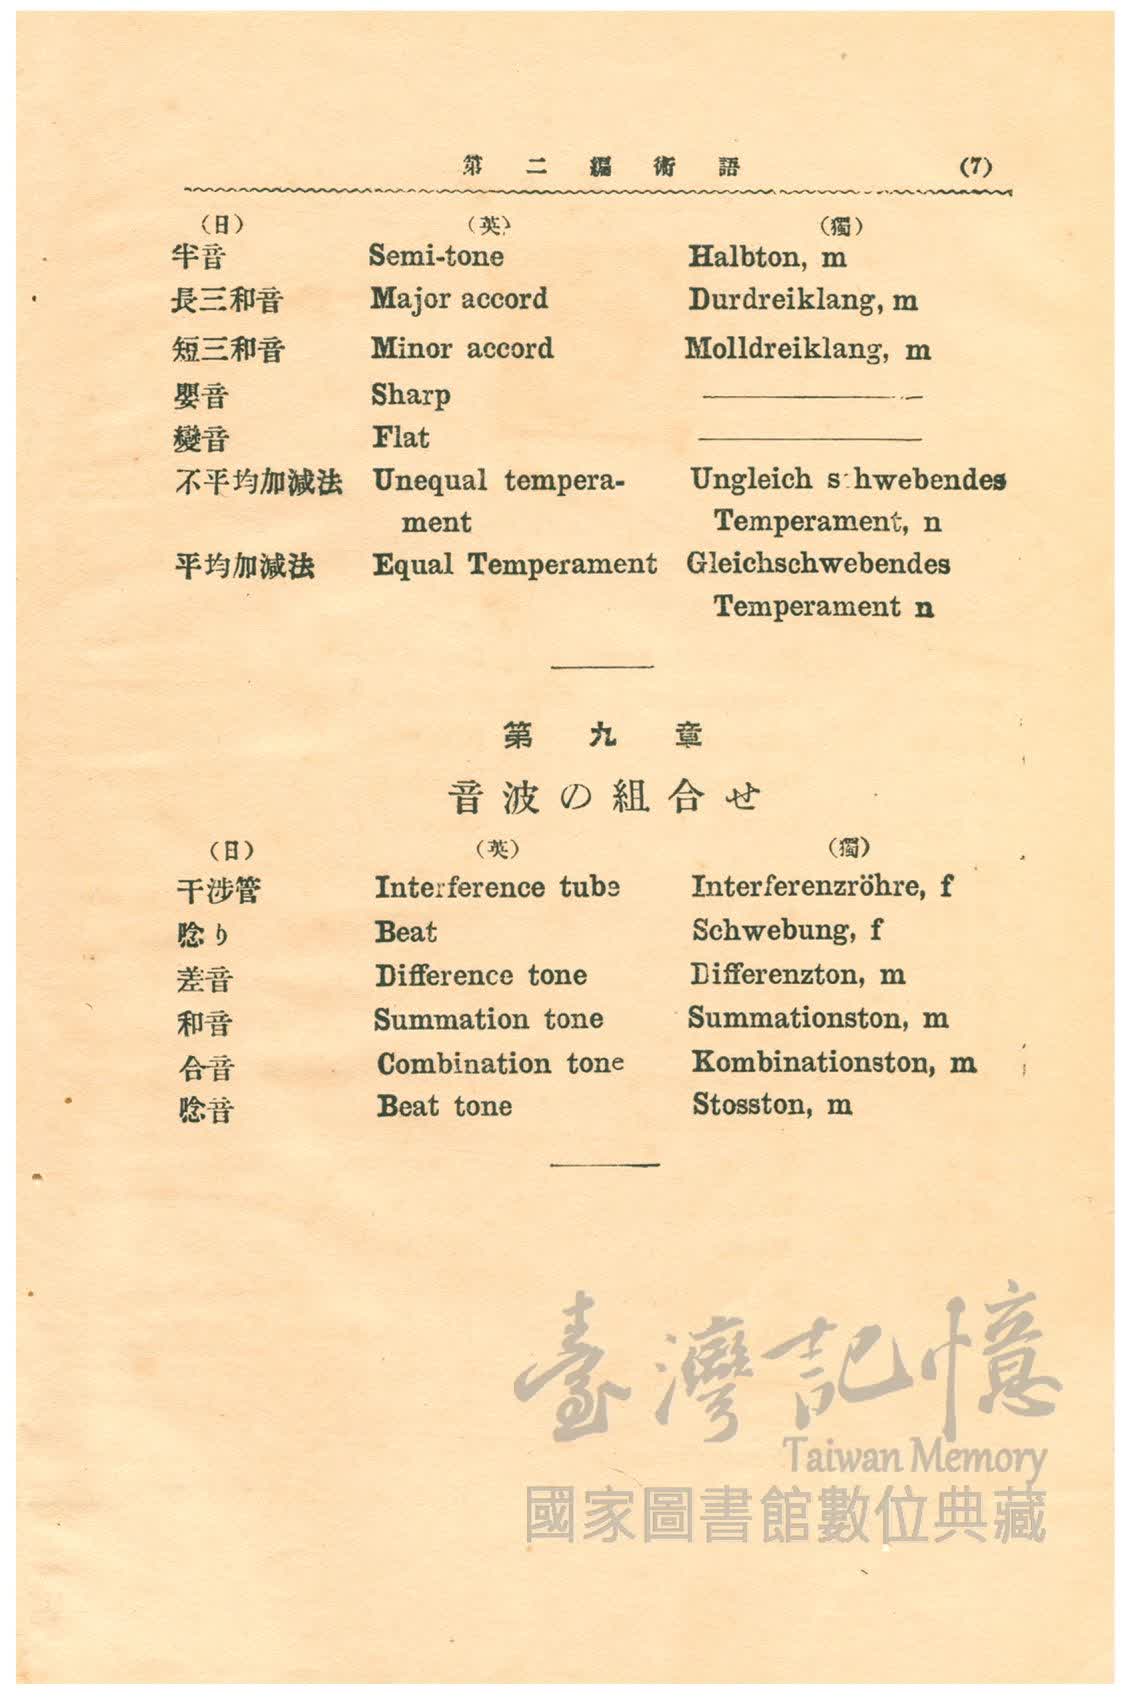 第二編術語 (7)
(日) (英) (獨)
半音 Semi-tone Halbton, m
長三和音 Major accord Durdreiklang, m
短三和音 Minor accord Molldreiklang, m
嬰音 Sharp
變音 Flat
不平均加減法 Unequal tempera- Ungleich schwebendes
ment Temperament, n
平均加減法 Equal Temperament Gleichschwebendes
Temperament n
第九章
音波の組合せ
(日) (英) (獨)
干涉管 Interference tube Interferenzröhre, f
唸り Beat Schwebung, f
差音 Difference tone Differenzton, m
和音 Summation tone Summationston, m
合音 Combination tone Kombinationston, m
唸音 Beat tone Stosston, m
臺灣記憶
Taiwan Memory
國家圖書館數位典藏